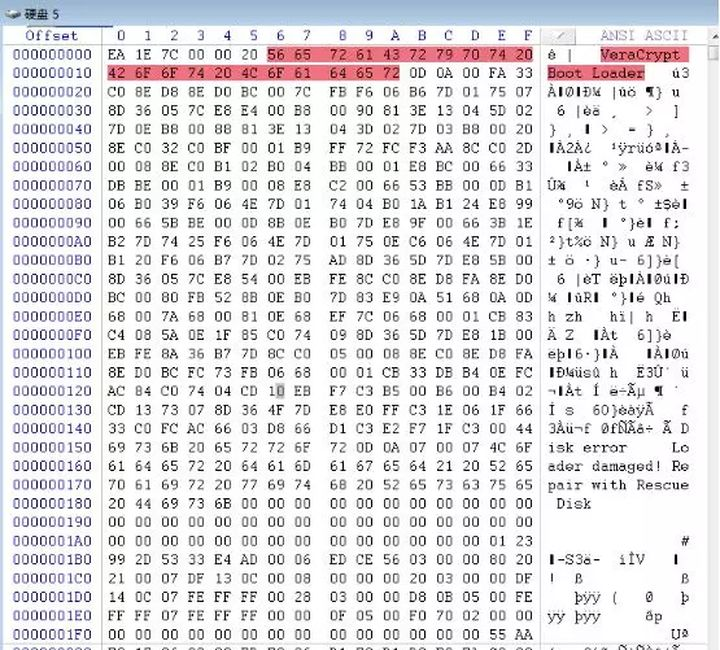 硬盘 5
Offset 0 1 2 3 4 5 6 7 8 9 A B C D E F ANSI ASCII
000000000 EA 1E 7C 00 00 20 56 65 72 61 43 72 79 70 74 20 ê | VeraCrypt
000000010 42 6F 6F 74 20 4C 6F 61 64 65 72 0D 0A 00 FA 33 Boot Loader ú3
000000020 C0 8E D8 8E D0 BC 00 7C FB F6 06 B6 7D 01 75 07
000000030 8D 36 05 7C E8 E4 00 B8 00 90 81 3E 13 04 5D 02
000000040 7D 0E B8 00 88 81 3E 13 04 3D 02 7D 03 B8 00 20
000000050 8E C0 32 C0 BF 00 01 B9 FF 72 FC F3 AA 8C C0 2D
000000060 00 08 8E C0 B1 02 B0 04 BB 00 01 E8 BC 00 66 33
000000070 DB BE 00 01 B9 00 08 E8 C2 00 66 53 BB 00 0D B1
000000080 06 B0 39 F6 06 4E 7D 01 74 04 B0 1A B1 24 E8 99
000000090 00 66 5B BE 00 0D 8B 0E B0 7D E8 9F 00 66 3B 1E
0000000A0 B2 7D 74 25 F6 06 4E 7D 01 75 0E C6 06 4E 7D 01
0000000B0 B1 20 F6 06 B7 7D 02 75 AD 8D 36 5D 7D E8 5B 00
0000000C0 8D 36 05 7C E8 54 00 EB FE 8C C8 8E D8 FA 8E D0
0000000D0 BC 00 80 FB 52 8B 0E B0 7D 83 E9 0A 51 68 0A 0D
0000000E0 68 00 7A 68 00 81 0E 68 EF 7C 06 68 00 01 CB 83
0000000F0 C4 08 5A 0E 1F 85 C0 74 09 8D 36 5D 7D E8 1B 00
000000100 EB FE 8A 36 B7 7D 8C C0 05 00 08 8E C0 8E D8 FA
000000110 8E D0 BC FC 73 FB 06 68 00 01 CB 33 DB B4 0E FC
000000120 AC 84 C0 74 04 CD 10 EB F7 C3 B5 00 B6 00 B4 02
000000130 CD 13 73 07 8D 36 4F 7D E8 E0 FF C3 1E 06 1F 66
000000140 33 C0 FC AC 66 03 D8 66 D1 C3 E2 F7 1F C3 00 44
000000150 69 73 6B 20 65 72 72 6F 72 0D 0A 07 00 07 4C 6F isk error Lo
000000160 61 64 65 72 20 64 61 6D 61 67 65 64 21 20 52 65 ader damaged! Re
000000170 70 61 69 72 20 77 69 74 68 20 52 65 73 63 75 65 pair with Rescue
000000180 20 44 69 73 6B 00 00 00 00 00 00 00 00 00 00 00 Disk
000000190 00 00 00 00 00 00 00 00 00 00 00 00 00 00 00 00
0000001A0 00 00 00 00 00 00 00 00 00 00 00 00 00 00 01 23 #
0000001B0 99 2D 53 33 E4 AD 00 06 ED CE 56 03 00 00 80 20
0000001C0 21 00 07 DF 13 0C 00 08 00 00 00 20 03 00 00 DF ! ß ß
0000001D0 14 0C 07 FE FF FF 00 28 03 00 00 D8 0B 05 00 FE þÿÿ ( Ø þ
0000001E0 FF FF 07 FE FF FF 00 00 0F 05 00 F0 70 02 00 00 ÿÿ þÿÿ ðp
0000001F0 00 00 00 00 00 00 00 00 00 00 00 00 00 00 55 AA Uª